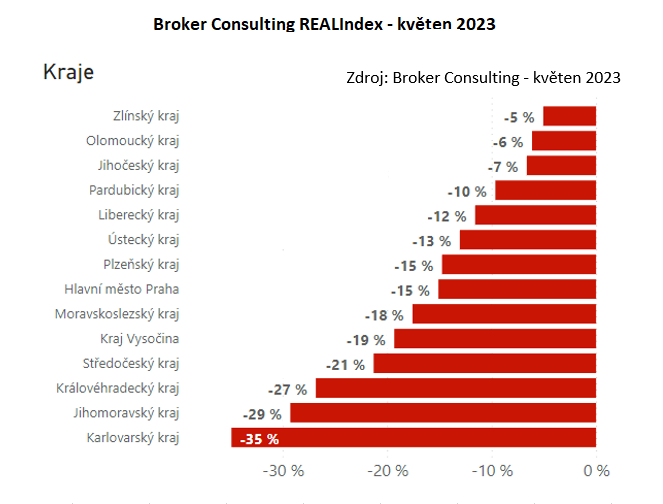 Broker Consulting REALIndex - květen 2023
Kraje
Zdroj: Broker Consulting - květen 2023
Zlínský kraj -5 %
Olomoucký kraj -6 %
Jihočeský kraj -7 %
Pardubický kraj -10 %
Liberecký kraj -12 %
Ústecký kraj -13 %
Plzeňský kraj -15 %
Hlavní město Praha -15 %
Moravskoslezský kraj -18 %
Kraj Vysočina -19 %
Středočeský kraj -21 %
Královéhradecký kraj -27 %
Jihomoravský kraj -29 %
Karlovarský kraj -35 %
-30 % -20 % -10 % 0 %